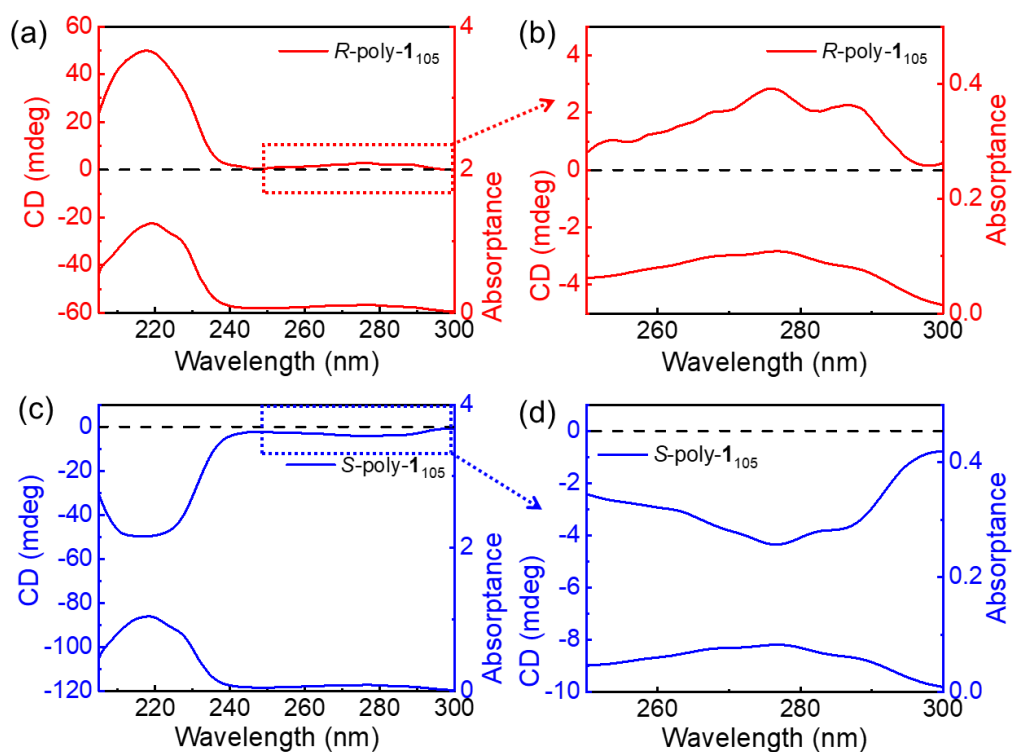 (a)
R-poly-1105
CD (mdeg)
60
40
20
0
-20
-40
-60
220
240
260
280
300
Wavelength (nm)
4
2
0
Absorptance
(b)
R-poly-1105
CD (mdeg)
4
2
0
-2
-4
260
280
300
Wavelength (nm)
0.4
0.2
0.0
Absorptance
(c)
S-poly-1105
CD (mdeg)
0
-20
-40
-60
-80
-100
-120
220
240
260
280
300
Wavelength (nm)
4
2
0
Absorptance
(d)
S-poly-1105
CD (mdeg)
0
-2
-4
-6
-8
-10
260
280
300
Wavelength (nm)
0.4
0.2
0.0
Absorptance